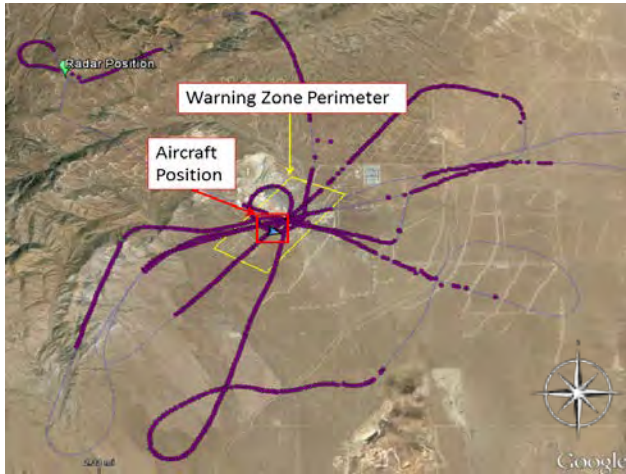 Radar Position
Warning Zone Perimeter
Aircraft
Position
Google